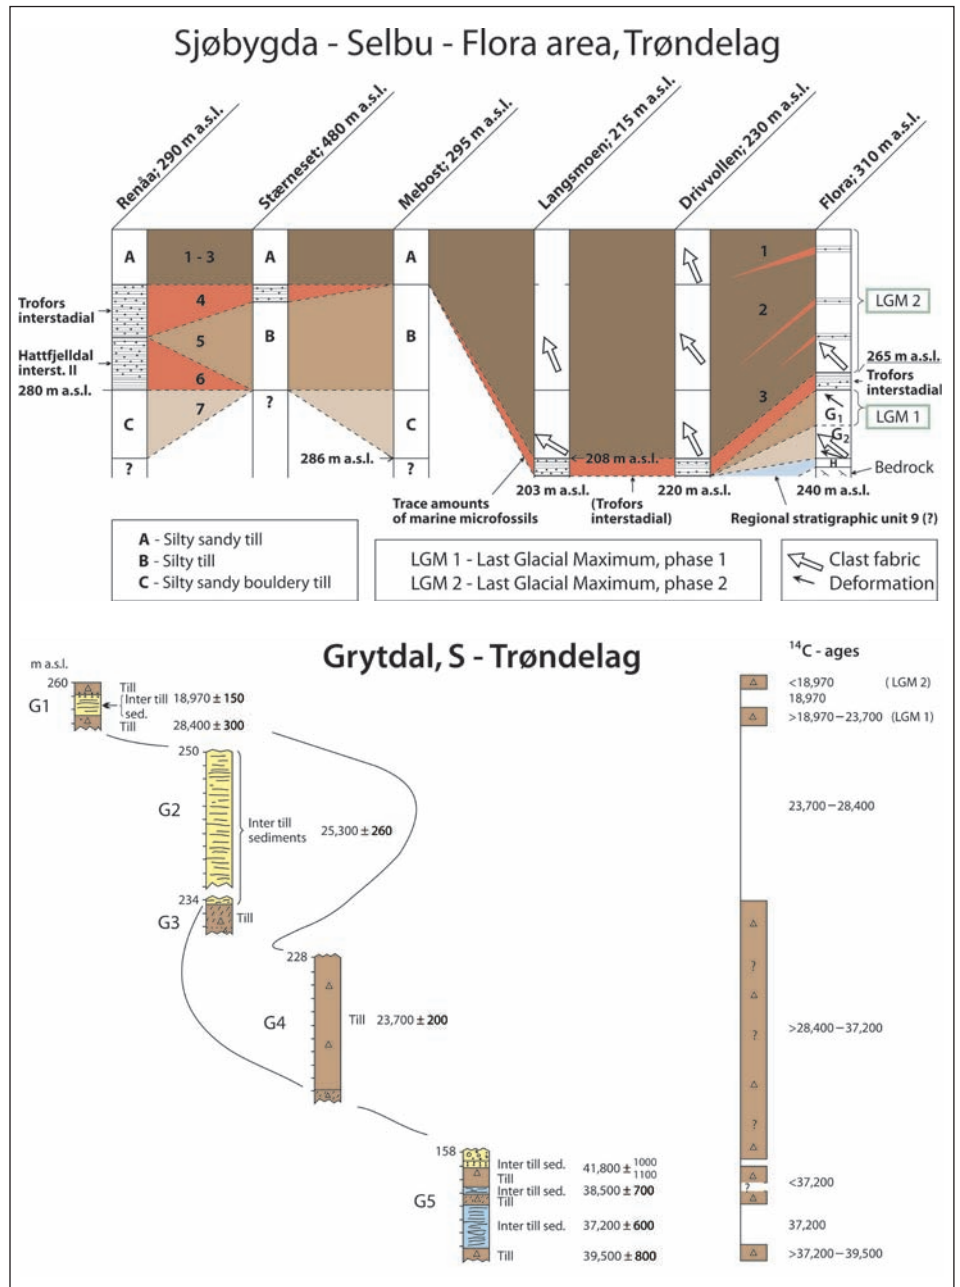 Sjøbygda - Selbu - Flora area, Trøndelag
Renåa; 290 m a.s.l.
Stærneset; 480 m a.s.l.
Mebost; 295 m a.s.l.
Langsmoen; 215 m a.s.l.
Drivvollen; 230 m a.s.l.
Flora; 310 m a.s.l.
A
1 - 3
A
A
1
LGM 2
Trofors
interstadial
4
2
5
B
B
Hattfjelldal
interst. II
265 m a.s.l.
Trofors
interstadial
6
280 m a.s.l.
3
7
?
G1
LGM 1
C
C
G2
286 m a.s.l.
208 m a.s.l.
H
Bedrock
?
?
203 m a.s.l.
220 m a.s.l.
240 m a.s.l.
Trace amounts
of marine microfossils
(Trofors
interstadial)
Regional stratigraphic unit 9 (?)
A - Silty sandy till
B - Silty till
C - Silty sandy bouldery till
LGM 1 - Last Glacial Maximum, phase 1
LGM 2 - Last Glacial Maximum, phase 2
Clast fabric
Deformation
Grytdal, S - Trøndelag
14C - ages
m a.s.l.
260
G1
Till
Inter till
sed.
18,970 ± 150
Till
28,400 ± 300
<18,970 (LGM 2)
18,970
>18,970 – 23,700 (LGM 1)
250
G2
Inter till
sediments
25,300 ± 260
23,700 – 28,400
234
G3
Till
228
G4
Till 23,700 ± 200
?
?
?
?
>28,400 – 37,200
158
G5
Inter till sed.
41,800 ± 1000
1100
Till
Inter till sed.
38,500 ± 700
Till
Inter till sed.
37,200 ± 600
Till
39,500 ± 800
?
<37,200
37,200
>37,200 – 39,500